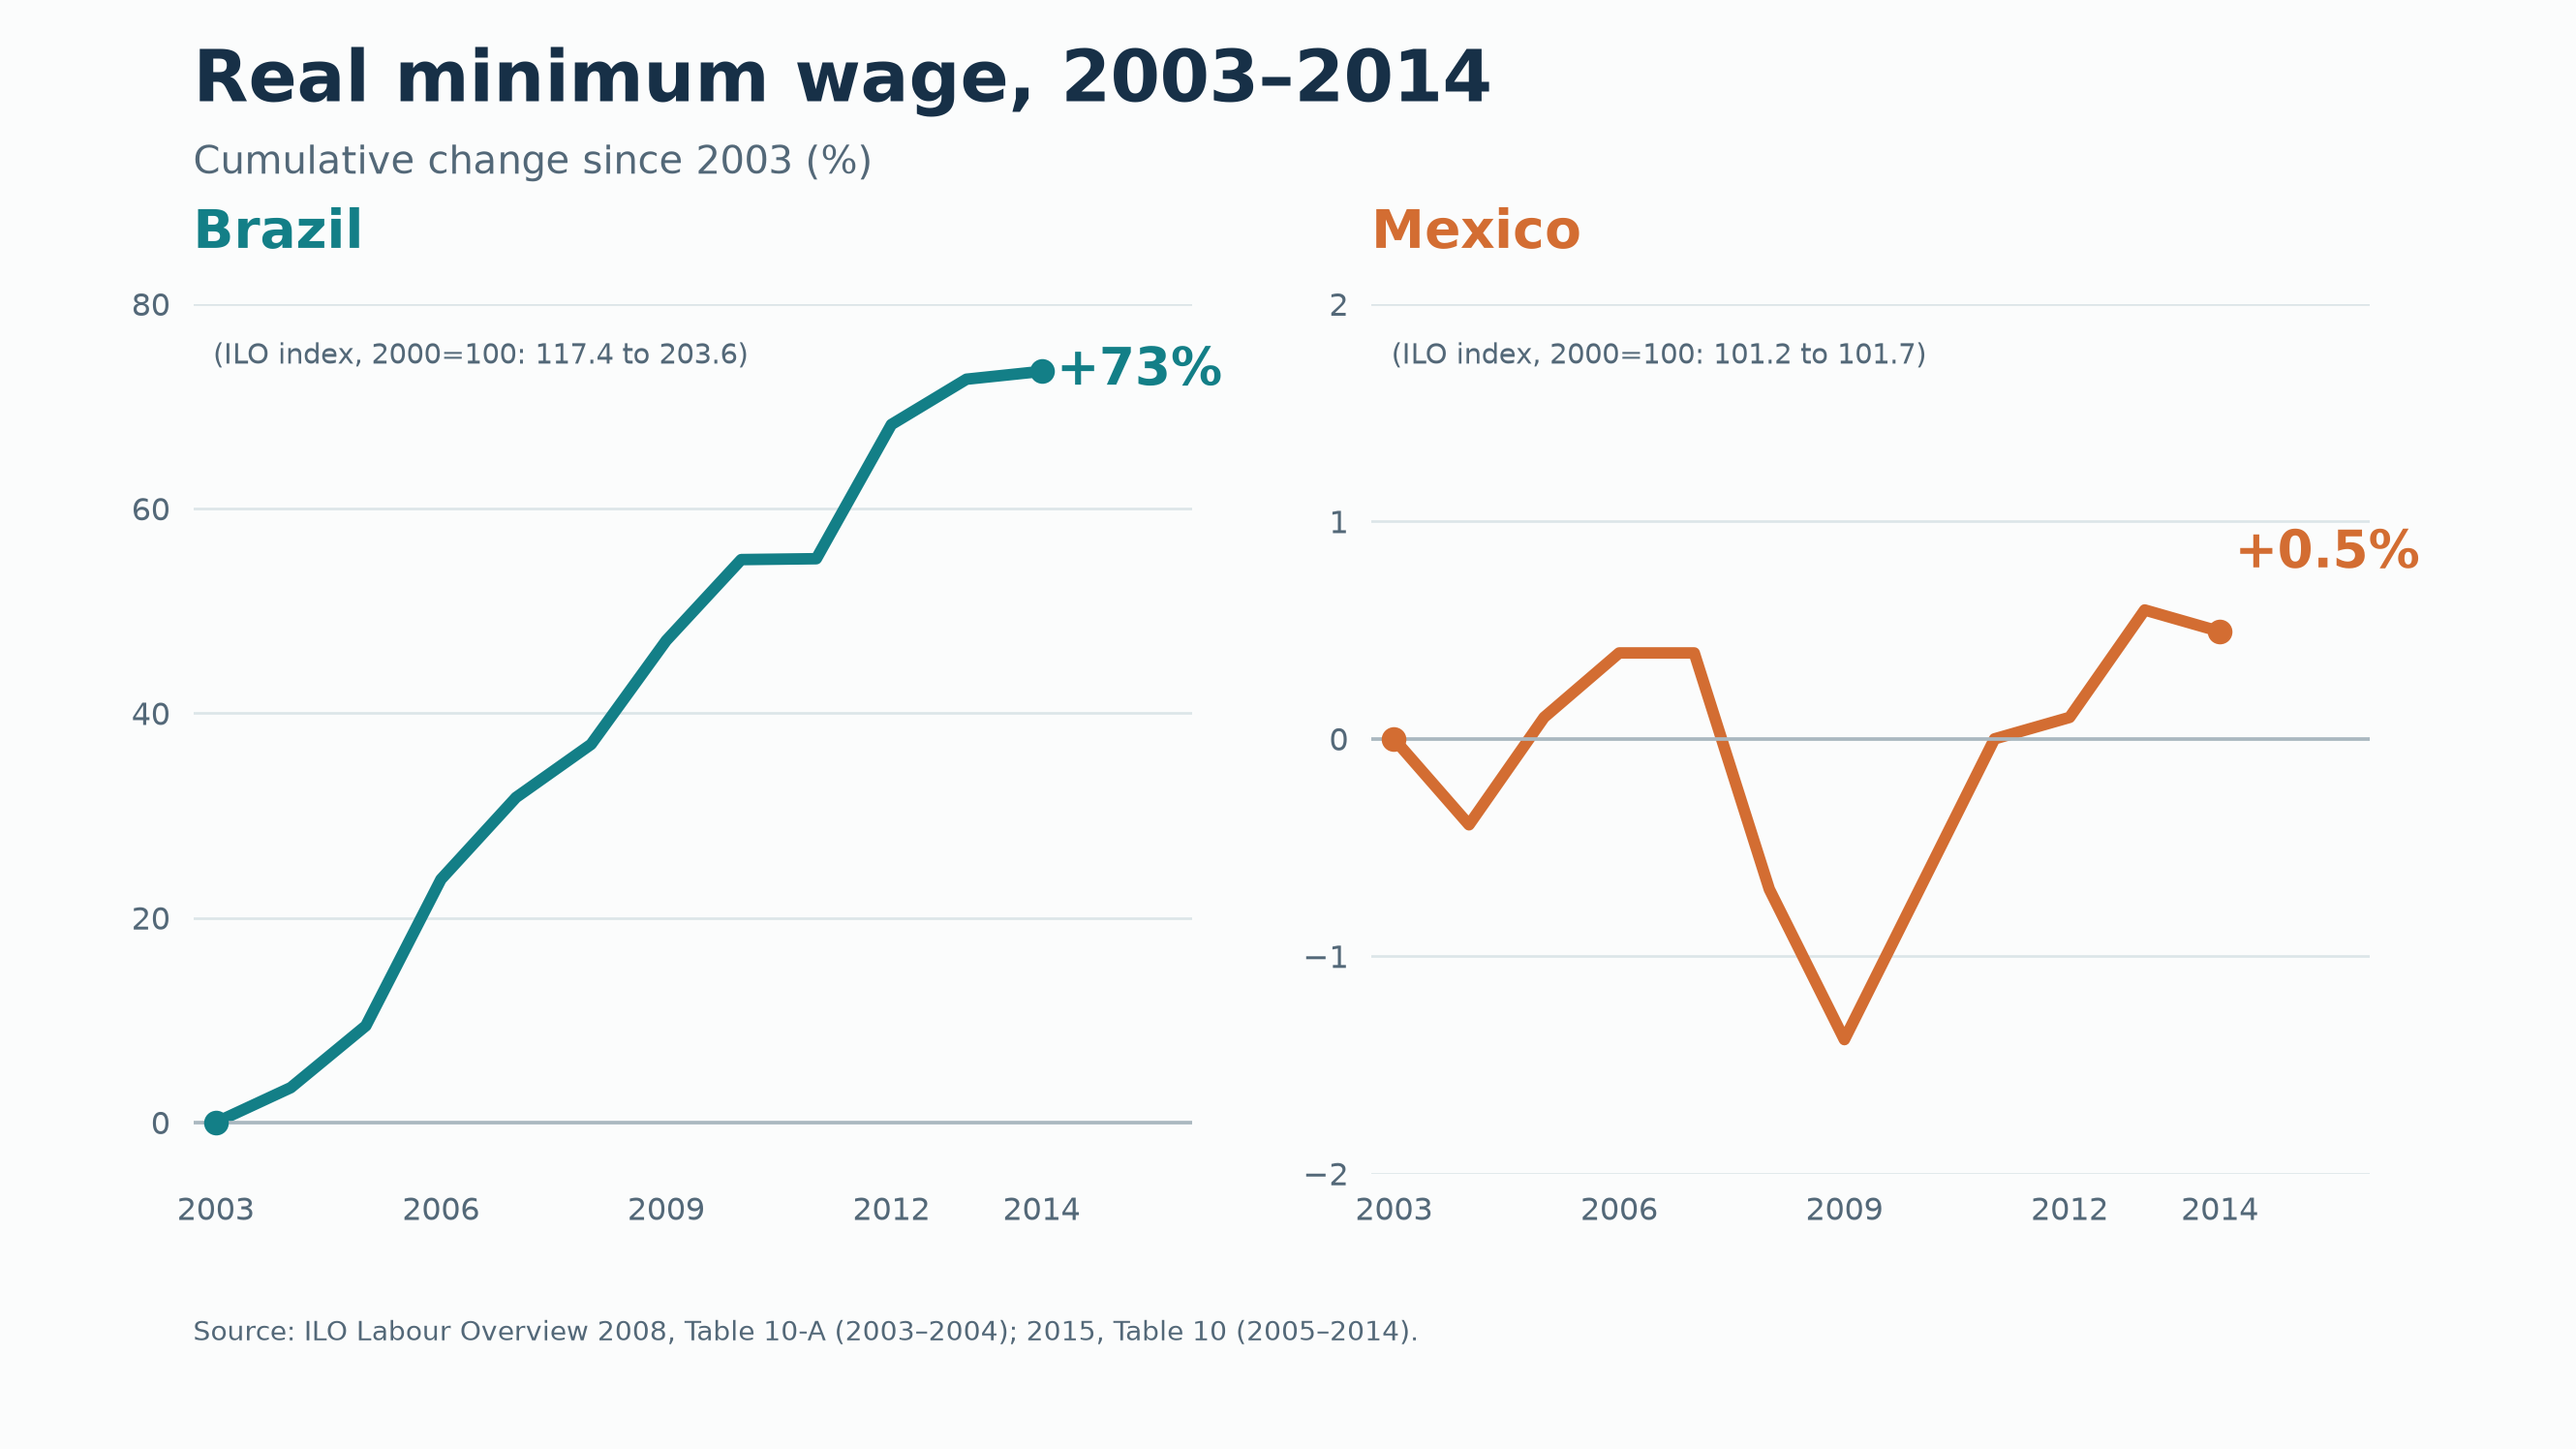 Real minimum wage, 2003–2014
Cumulative change since 2003 (%)
Brazil
80
(ILO index, 2000=100: 117.4 to 203.6)
+73%
60
40
20
0
2003 2006 2009 2012 2014
Mexico
2
(ILO index, 2000=100: 101.2 to 101.7)
1
+0.5%
0
−1
−2
2003 2006 2009 2012 2014
Source: ILO Labour Overview 2008, Table 10-A (2003–2004); 2015, Table 10 (2005–2014).